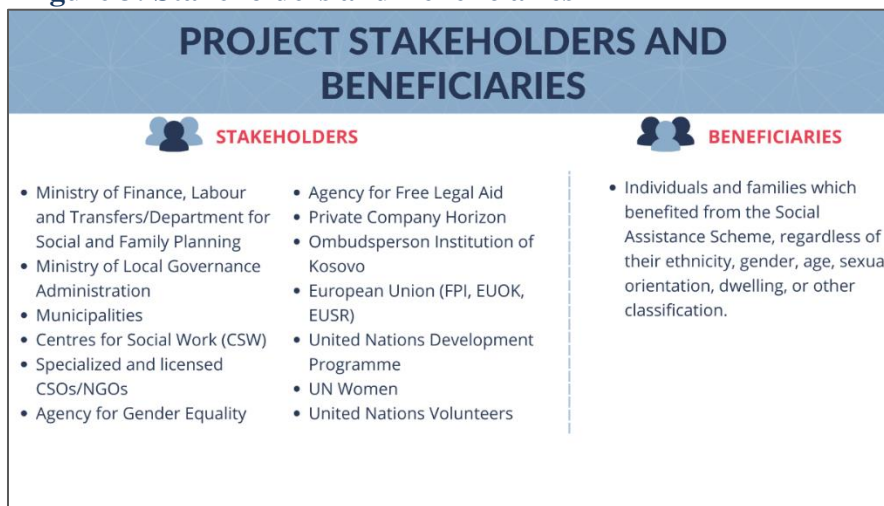 PROJECT STAKEHOLDERS AND
BENEFICIARIES
STAKEHOLDERS
• Ministry of Finance, Labour
and Transfers/Department for
Social and Family Planning
• Ministry of Local Governance
Administration
• Municipalities
• Centres for Social Work (CSW)
• Specialized and licensed
CSOs/NGOs
• Agency for Gender Equality
• Agency for Free Legal Aid
• Private Company Horizon
• Ombudsperson Institution of
Kosovo
• European Union (FPI, EUOK,
EUSR)
• United Nations Development
Programme
• UN Women
• United Nations Volunteers
BENEFICIARIES
• Individuals and families which
benefited from the Social
Assistance Scheme, regardless of
their ethnicity, gender, age, sexua
orientation, dwelling, or other
classification.